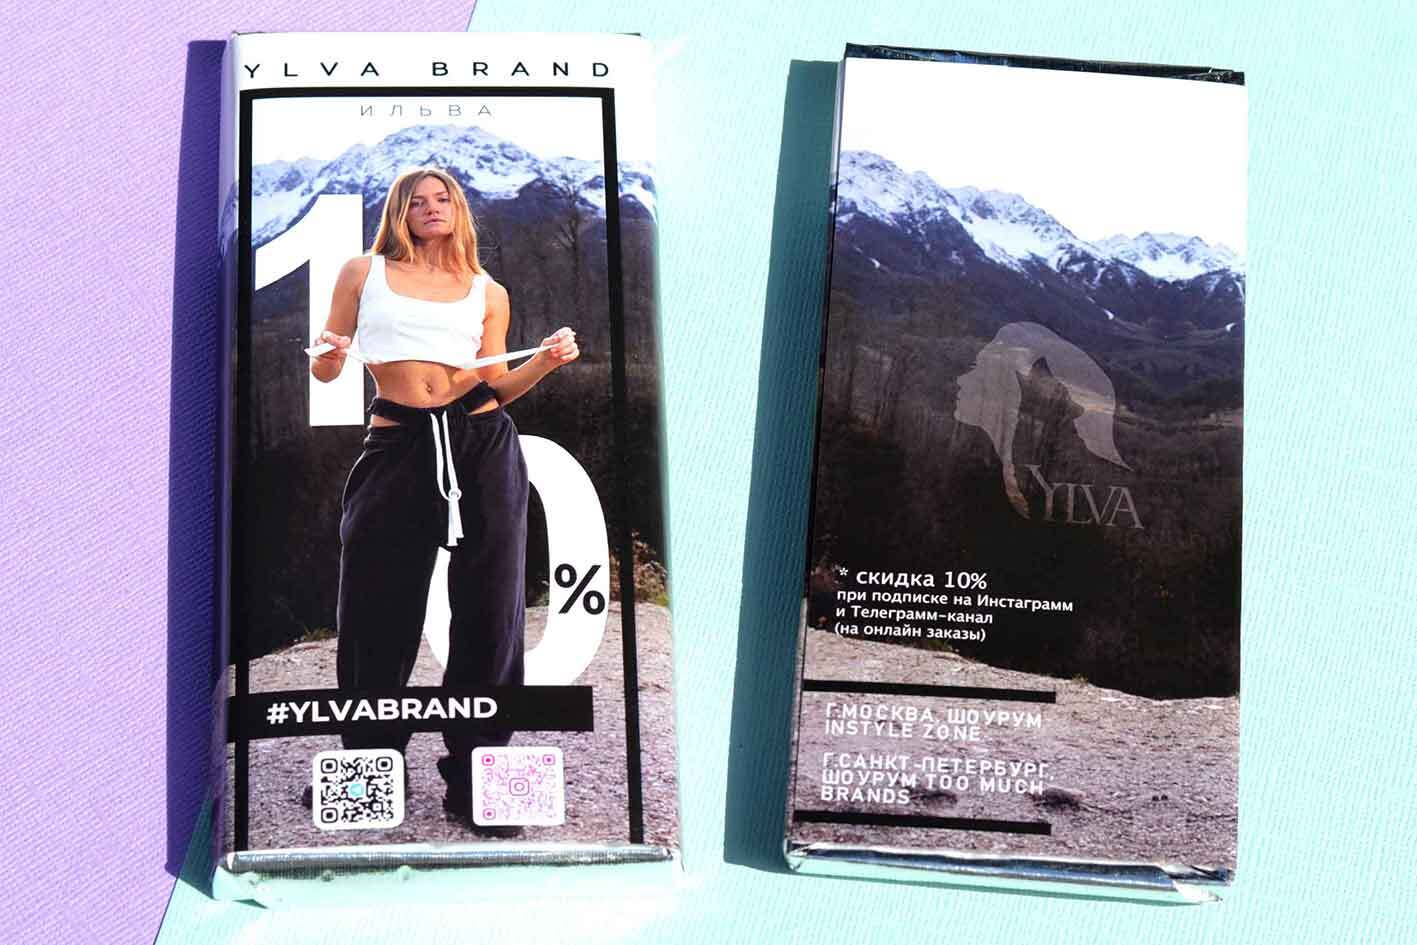 YLVA BRAND
ИЛЬВА
10
%
#YLVABRAND
YLVA
* скидка 10%
при подписке на Инстаграмм
и Телеграмм-канал
(на онлайн заказы)
Г.МОСКВА, ШОУРУМ
INSTYLE ZONE
Г.САНКТ-ПЕТЕРБУРГ,
ШОУРУМ TOO MUCH
BRANDS